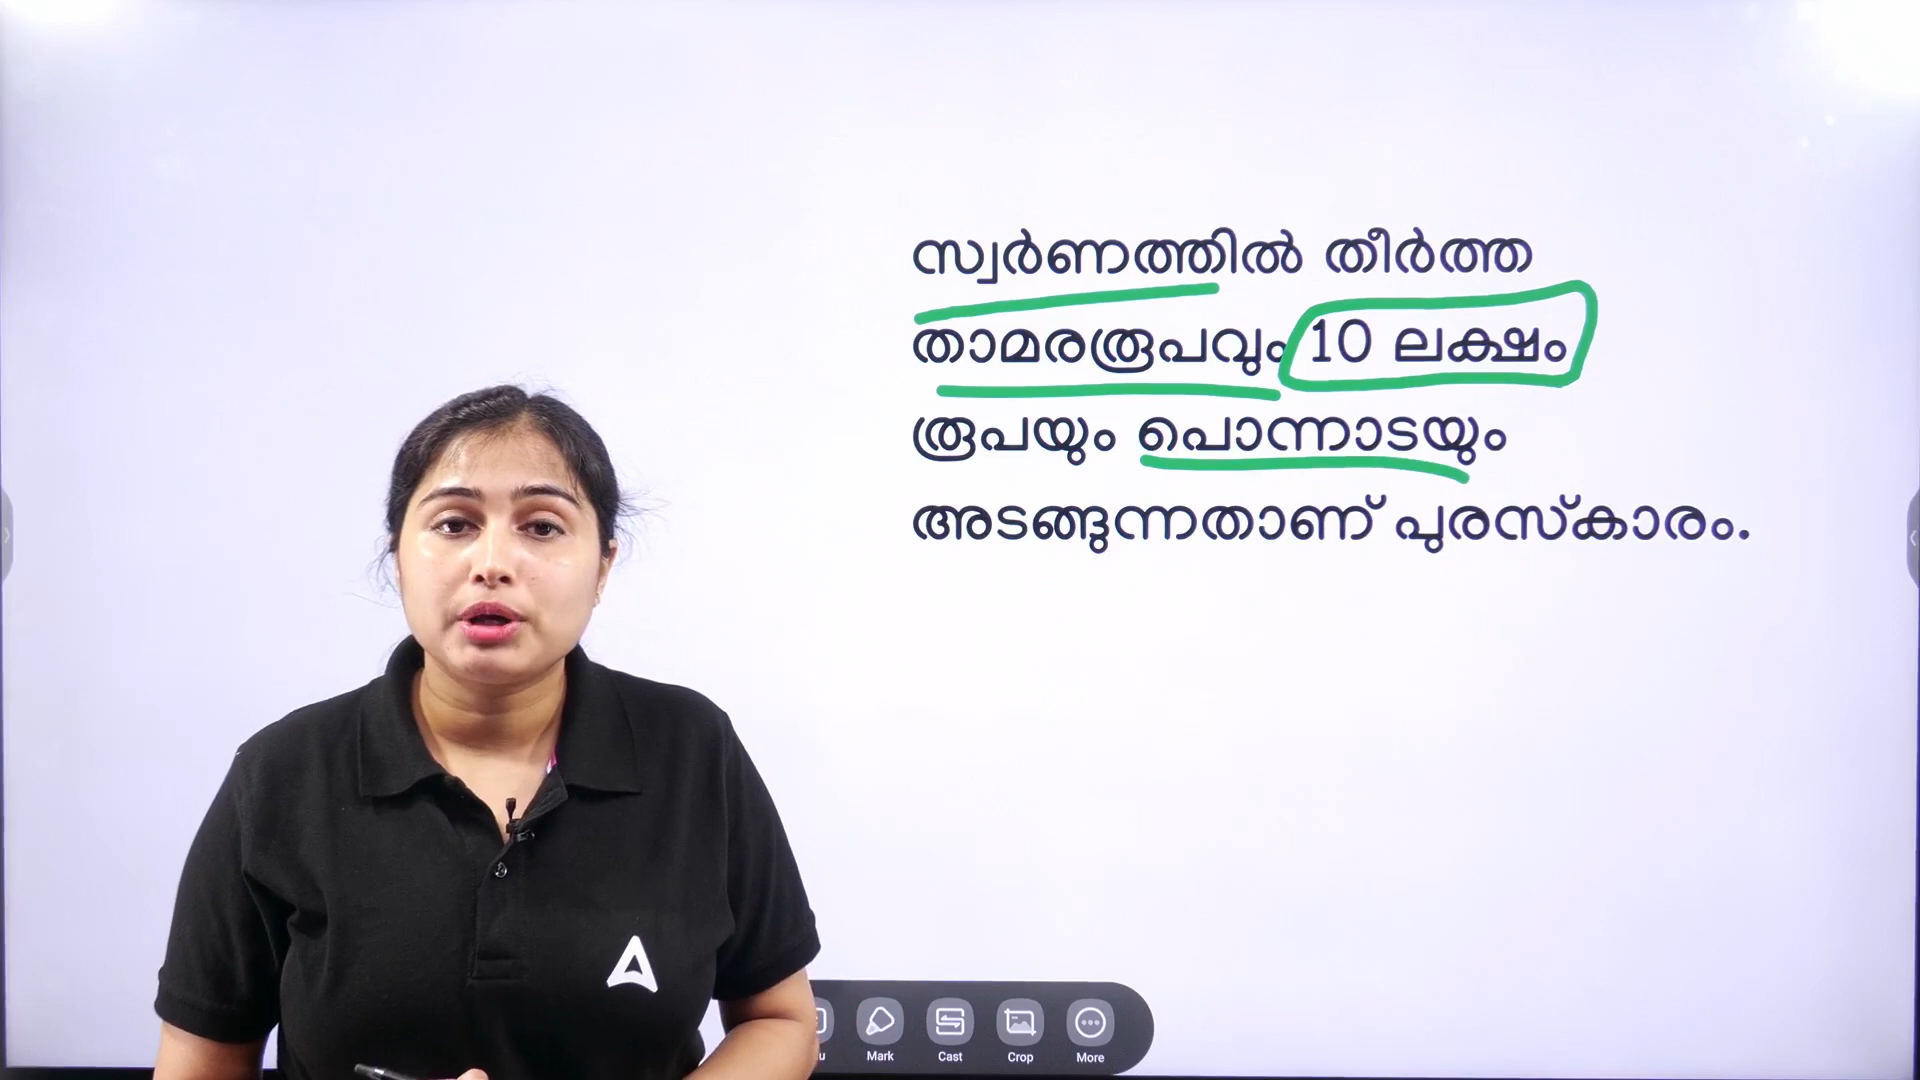 സ്വർണത്തിൽ തീർത്ത
താമരരൂപവും 10 ലക്ഷം
രൂപയും പൊന്നാടയും
അടങ്ങുന്നതാണ് പുരസ്‌കാരം.
Mark Cast Crop More